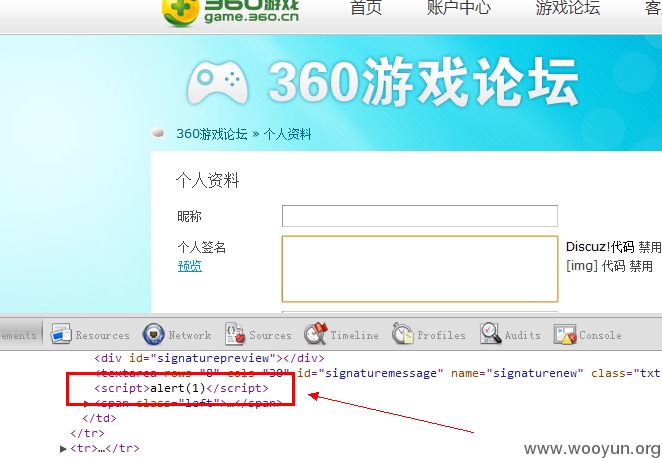 360游戏
game.360.cn
首页 账户中心 游戏论坛
360游戏论坛
360游戏论坛 » 个人资料
个人资料
昵称
个人签名
预览
Discuz!代码 禁用
[img] 代码 禁用
ements Resources Network Sources Timeline Profiles Audits Console
<div id="signaturepreview"></div>
<textarea rows="8" cols="30" id="signaturemessage" name="signaturenew" class="txt
<script>alert(1)</script>
▶<span class="left">…</span>
</td>
</tr>
▶<tr>…</tr>
www.wooyun.org